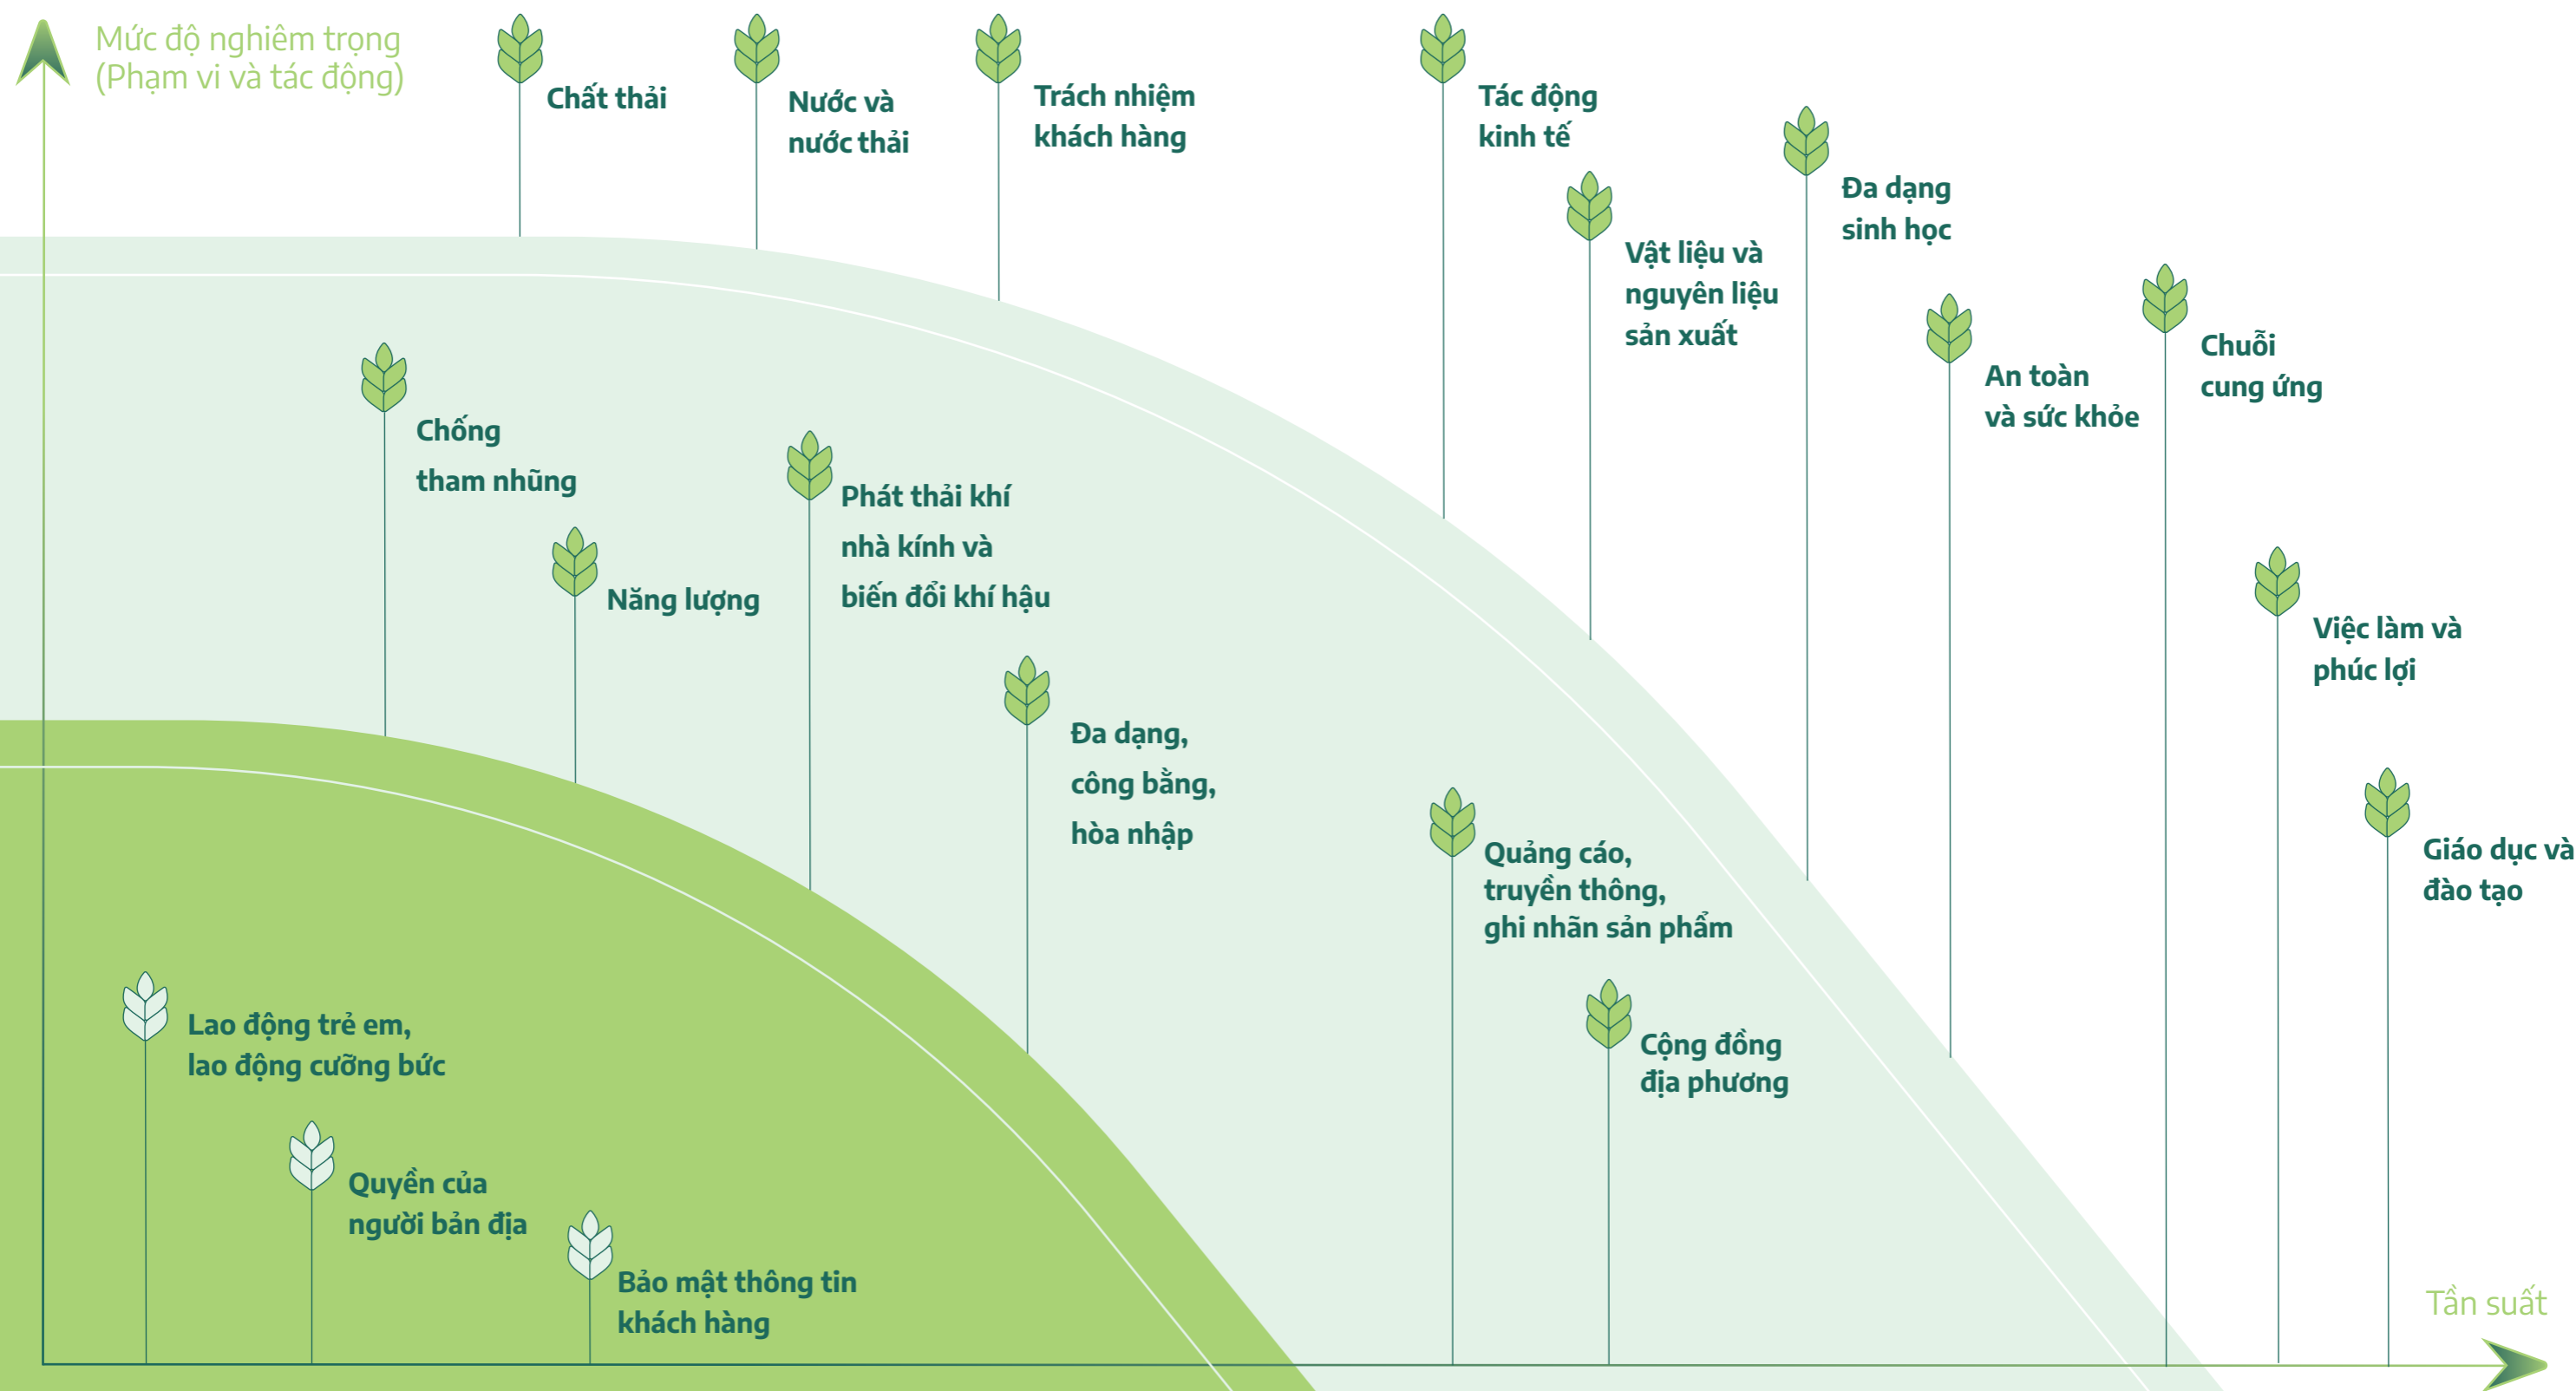 Mức độ nghiêm trọng
(Phạm vi và tác động)
Chất thải
Nước và
nước thải
Trách nhiệm
khách hàng
Tác động
kinh tế
Đa dạng
sinh học
Vật liệu và
nguyên liệu
sản xuất
An toàn
và sức khỏe
Chuỗi
cung ứng
Chống
tham nhũng
Phát thải khí
nhà kính và
biến đổi khí hậu
Năng lượng
Việc làm và
phúc lợi
Đa dạng,
công bằng,
hòa nhập
Quảng cáo,
truyền thông,
ghi nhãn sản phẩm
Giáo dục và
đào tạo
Lao động trẻ em,
lao động cưỡng bức
Cộng đồng
địa phương
Quyền của
người bản địa
Bảo mật thông tin
khách hàng
Tần suất